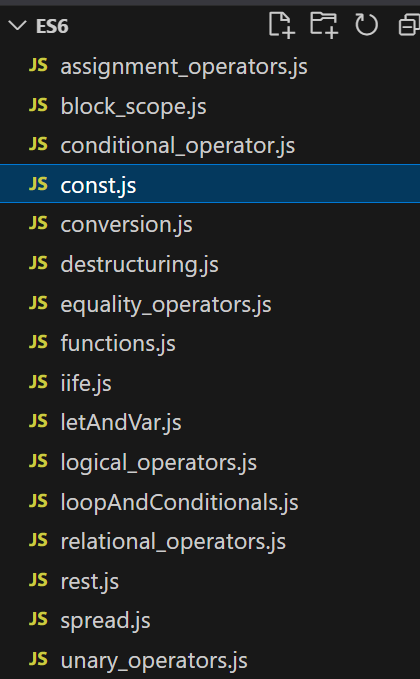 ES6
JS assignment_operators.js
JS block_scope.js
JS conditional_operator.js
JS const.js
JS conversion.js
JS destructuring.js
JS equality_operators.js
JS functions.js
JS iife.js
JS letAndVar.js
JS logical_operators.js
JS loopAndConditionals.js
JS relational_operators.js
JS rest.js
JS spread.js
JS unary_operators.js